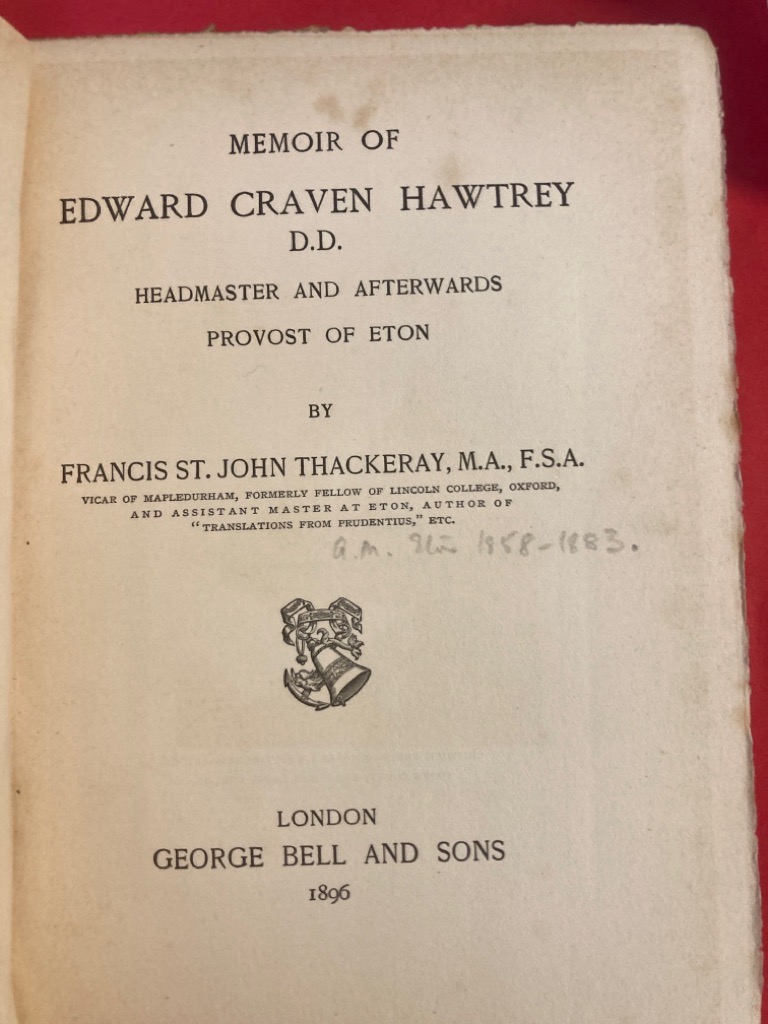 MEMOIR OF
EDWARD CRAVEN HAWTREY
D.D.
HEADMASTER AND AFTERWARDS
PROVOST OF ETON
BY
FRANCIS ST. JOHN THACKERAY, M.A., F.S.A.
VICAR OF MAPLEDURHAM, FORMERLY FELLOW OF LINCOLN COLLEGE, OXFORD,
AND ASSISTANT MASTER AT ETON, AUTHOR OF
"TRANSLATIONS FROM PRUDENTIUS," ETC.
a.m. Eton 1858-1883.
LONDON
GEORGE BELL AND SONS
1896